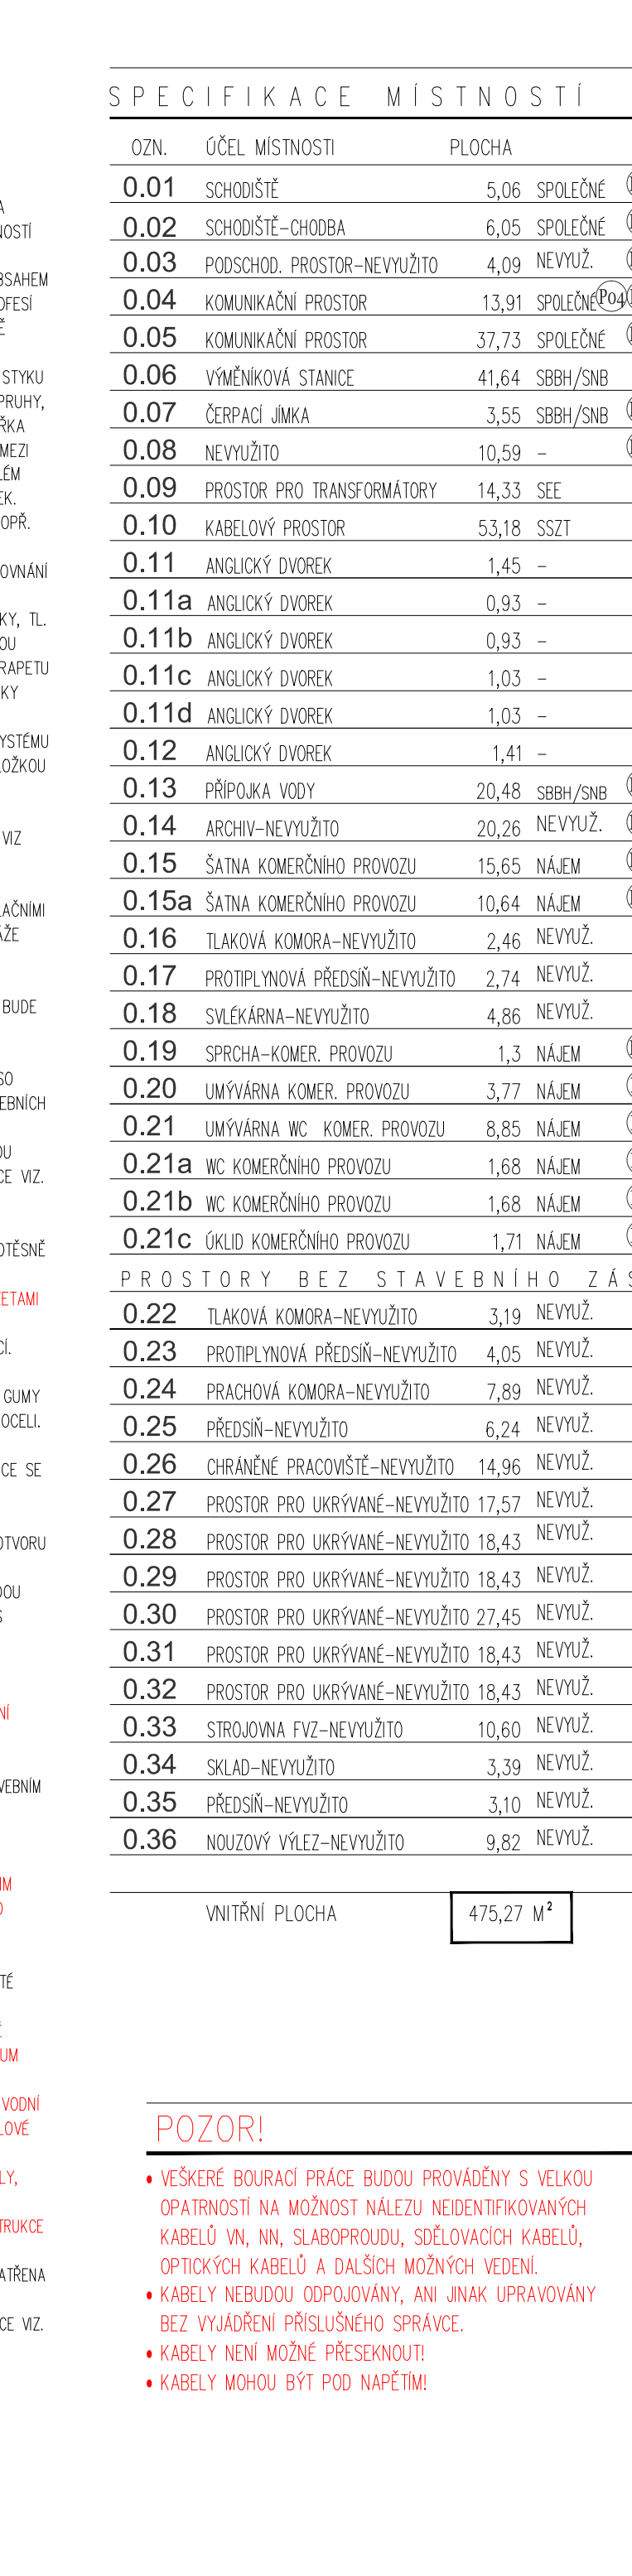 SPECIFIKACE MÍSTNOSTÍ
OZN. ÚČEL MÍSTNOSTI PLOCHA
0.01 SCHODIŠTĚ 5,06 SPOLEČNÉ
0.02 SCHODIŠTĚ-CHODBA 6,05 SPOLEČNÉ
0.03 PODSCHOD. PROSTOR-NEVYUŽITO 4,09 NEVYUŽ.
0.04 KOMUNIKAČNÍ PROSTOR 13,91 SPOLEČNÉ P04
0.05 KOMUNIKAČNÍ PROSTOR 37,73 SPOLEČNÉ
0.06 VÝMĚNÍKOVÁ STANICE 41,64 SBBH/SNB
0.07 ČERPACÍ JÍMKA 3,55 SBBH/SNB
0.08 NEVYUŽITO 10,59 -
0.09 PROSTOR PRO TRANSFORMÁTORY 14,33 SEE
0.10 KABELOVÝ PROSTOR 53,18 SSZT
0.11 ANGLICKÝ DVOREK 1,45 -
0.11a ANGLICKÝ DVOREK 0,93 -
0.11b ANGLICKÝ DVOREK 0,93 -
0.11c ANGLICKÝ DVOREK 1,03 -
0.11d ANGLICKÝ DVOREK 1,03 -
0.12 ANGLICKÝ DVOREK 1,41 -
0.13 PŘÍPOJKA VODY 20,48 SBBH/SNB
0.14 ARCHIV-NEVYUŽITO 20,26 NEVYUŽ.
0.15 ŠATNA KOMERČNÍHO PROVOZU 15,65 NÁJEM
0.15a ŠATNA KOMERČNÍHO PROVOZU 10,64 NÁJEM
0.16 TLAKOVÁ KOMORA-NEVYUŽITO 2,46 NEVYUŽ.
0.17 PROTIPLYNOVÁ PŘEDSÍŇ-NEVYUŽITO 2,74 NEVYUŽ.
0.18 SVLÉKÁRNA-NEVYUŽITO 4,86 NEVYUŽ.
0.19 SPRCHA-KOMER. PROVOZU 1,3 NÁJEM
0.20 UMÝVÁRNA KOMER. PROVOZU 3,77 NÁJEM
0.21 UMÝVÁRNA WC KOMER. PROVOZU 8,85 NÁJEM
0.21a WC KOMERČNÍHO PROVOZU 1,68 NÁJEM
0.21b WC KOMERČNÍHO PROVOZU 1,68 NÁJEM
0.21c ÚKLID KOMERČNÍHO PROVOZU 1,71 NÁJEM
PROSTORY BEZ STAVEBNÍHO ZÁS
0.22 TLAKOVÁ KOMORA-NEVYUŽITO 3,19 NEVYUŽ.
0.23 PROTIPLYNOVÁ PŘEDSÍŇ-NEVYUŽITO 4,05 NEVYUŽ.
0.24 PRACHOVÁ KOMORA-NEVYUŽITO 7,89 NEVYUŽ.
0.25 PŘEDSÍŇ-NEVYUŽITO 6,24 NEVYUŽ.
0.26 CHRÁNĚNÉ PRACOVIŠTĚ-NEVYUŽITO 14,96 NEVYUŽ.
0.27 PROSTOR PRO UKRÝVANÉ-NEVYUŽITO 17,57 NEVYUŽ.
0.28 PROSTOR PRO UKRÝVANÉ-NEVYUŽITO 18,43 NEVYUŽ.
0.29 PROSTOR PRO UKRÝVANÉ-NEVYUŽITO 18,43 NEVYUŽ.
0.30 PROSTOR PRO UKRÝVANÉ-NEVYUŽITO 27,45 NEVYUŽ.
0.31 PROSTOR PRO UKRÝVANÉ-NEVYUŽITO 18,43 NEVYUŽ.
0.32 PROSTOR PRO UKRÝVANÉ-NEVYUŽITO 18,43 NEVYUŽ.
0.33 STROJOVNA FVZ-NEVYUŽITO 10,60 NEVYUŽ.
0.34 SKLAD-NEVYUŽITO 3,39 NEVYUŽ.
0.35 PŘEDSÍŇ-NEVYUŽITO 3,10 NEVYUŽ.
0.36 NOUZOVÝ VÝLEZ-NEVYUŽITO 9,82 NEVYUŽ.
VNITŘNÍ PLOCHA 475,27 M²
POZOR!
• VEŠKERÉ BOURACÍ PRÁCE BUDOU PROVÁDĚNY S VELKOU
OPATRNOSTÍ NA MOŽNOST NÁLEZU NEIDENTIFIKOVANÝCH
KABELŮ VN, NN, SLABOPROUDU, SDĚLOVACÍCH KABELŮ,
OPTICKÝCH KABELŮ A DALŠÍCH MOŽNÝCH VEDENÍ.
• KABELY NEBUDOU ODPOJOVÁNY, ANI JINAK UPRAVOVÁNY
BEZ VYJÁDŘENÍ PŘÍSLUŠNÉHO SPRÁVCE.
• KABELY NENÍ MOŽNÉ PŘESEKNOUT!
• KABELY MOHOU BÝT POD NAPĚTÍM!